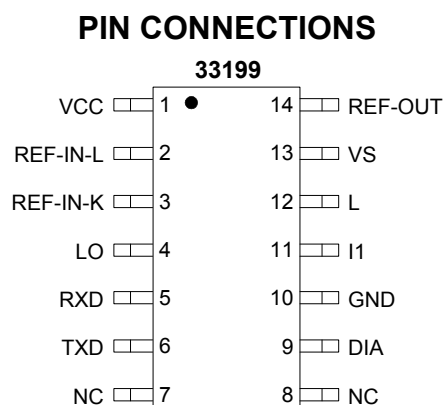 PIN CONNECTIONS
33199
VCC 1 14 REF-OUT
REF-IN-L 2 13 VS
REF-IN-K 3 12 L
LO 4 11 I1
RXD 5 10 GND
TXD 6 9 DIA
NC 7 8 NC